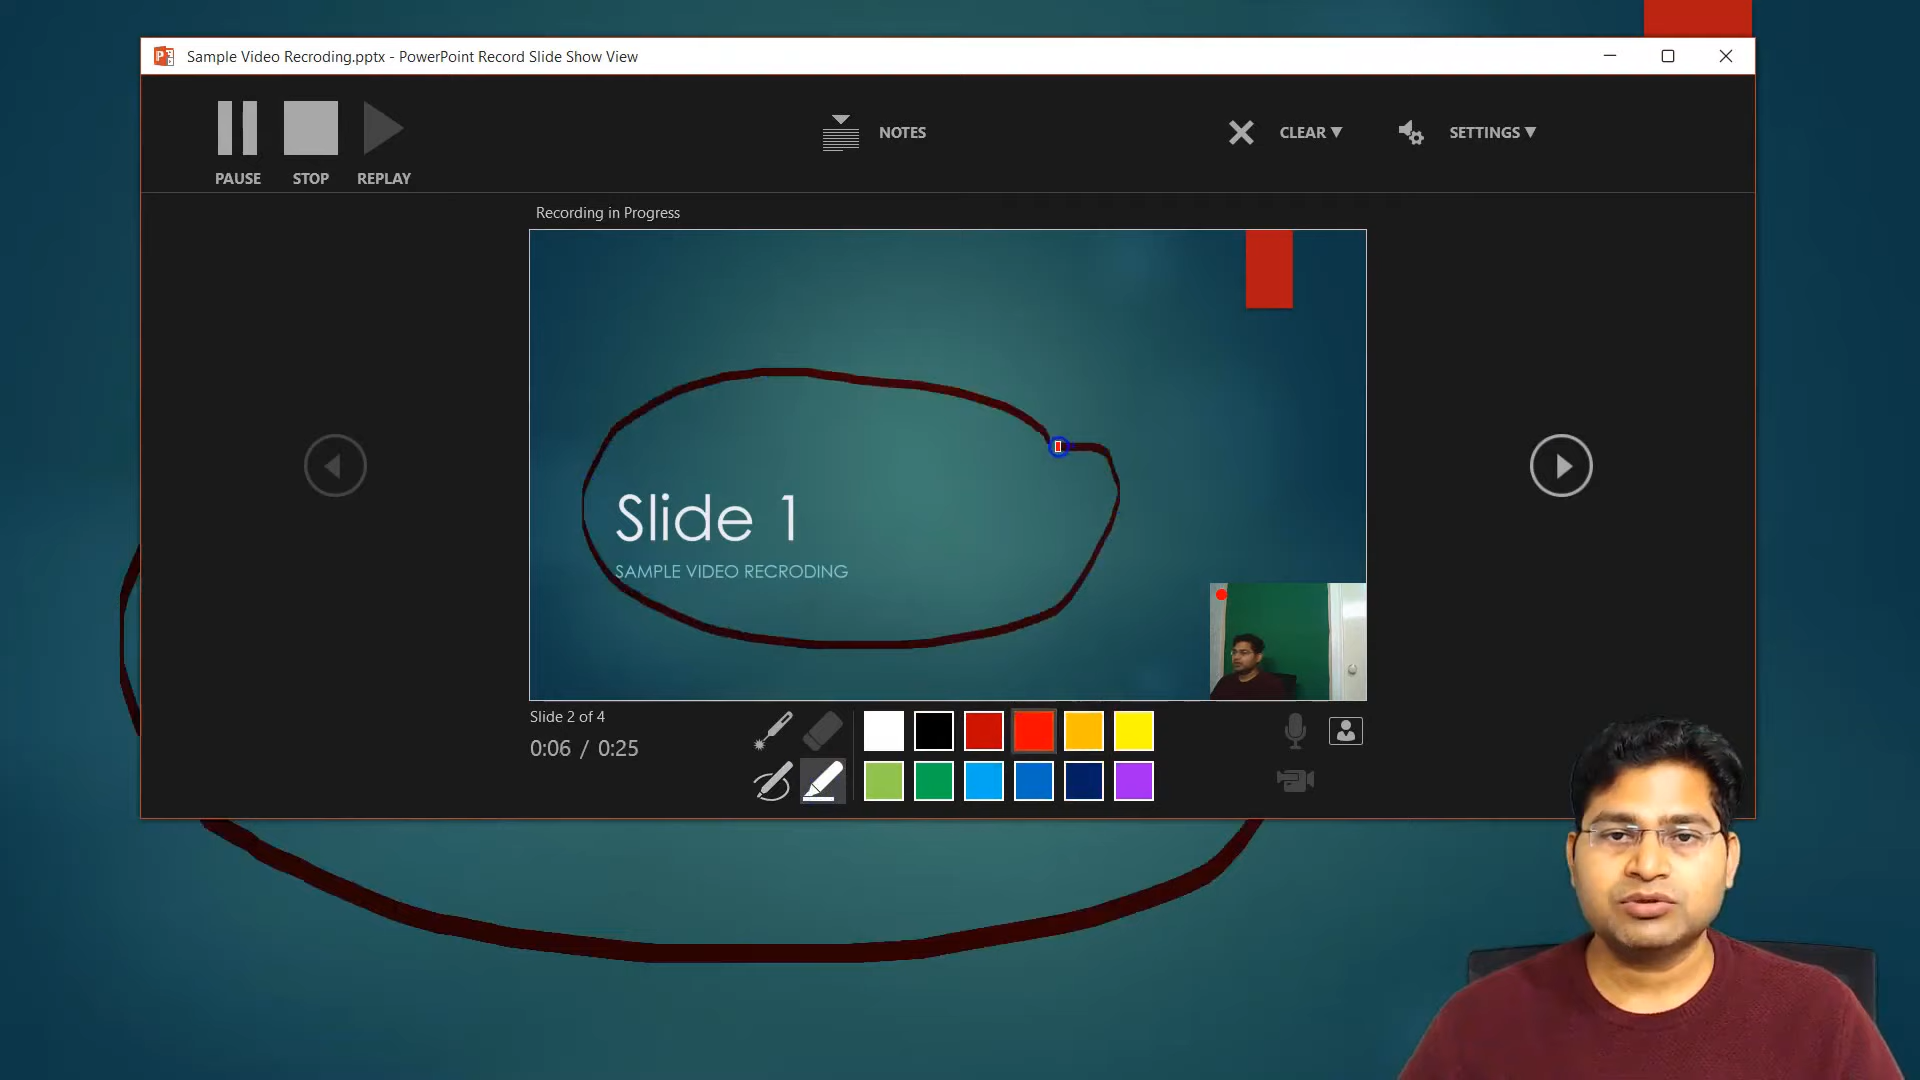 Sample Video Recroding.pptx - PowerPoint Record Slide Show View
PAUSE
STOP
REPLAY
NOTES
CLEAR
SETTINGS
Recording in Progress
Slide 1
SAMPLE VIDEO RECRODING
Slide 2 of 4
0:06 / 0:25